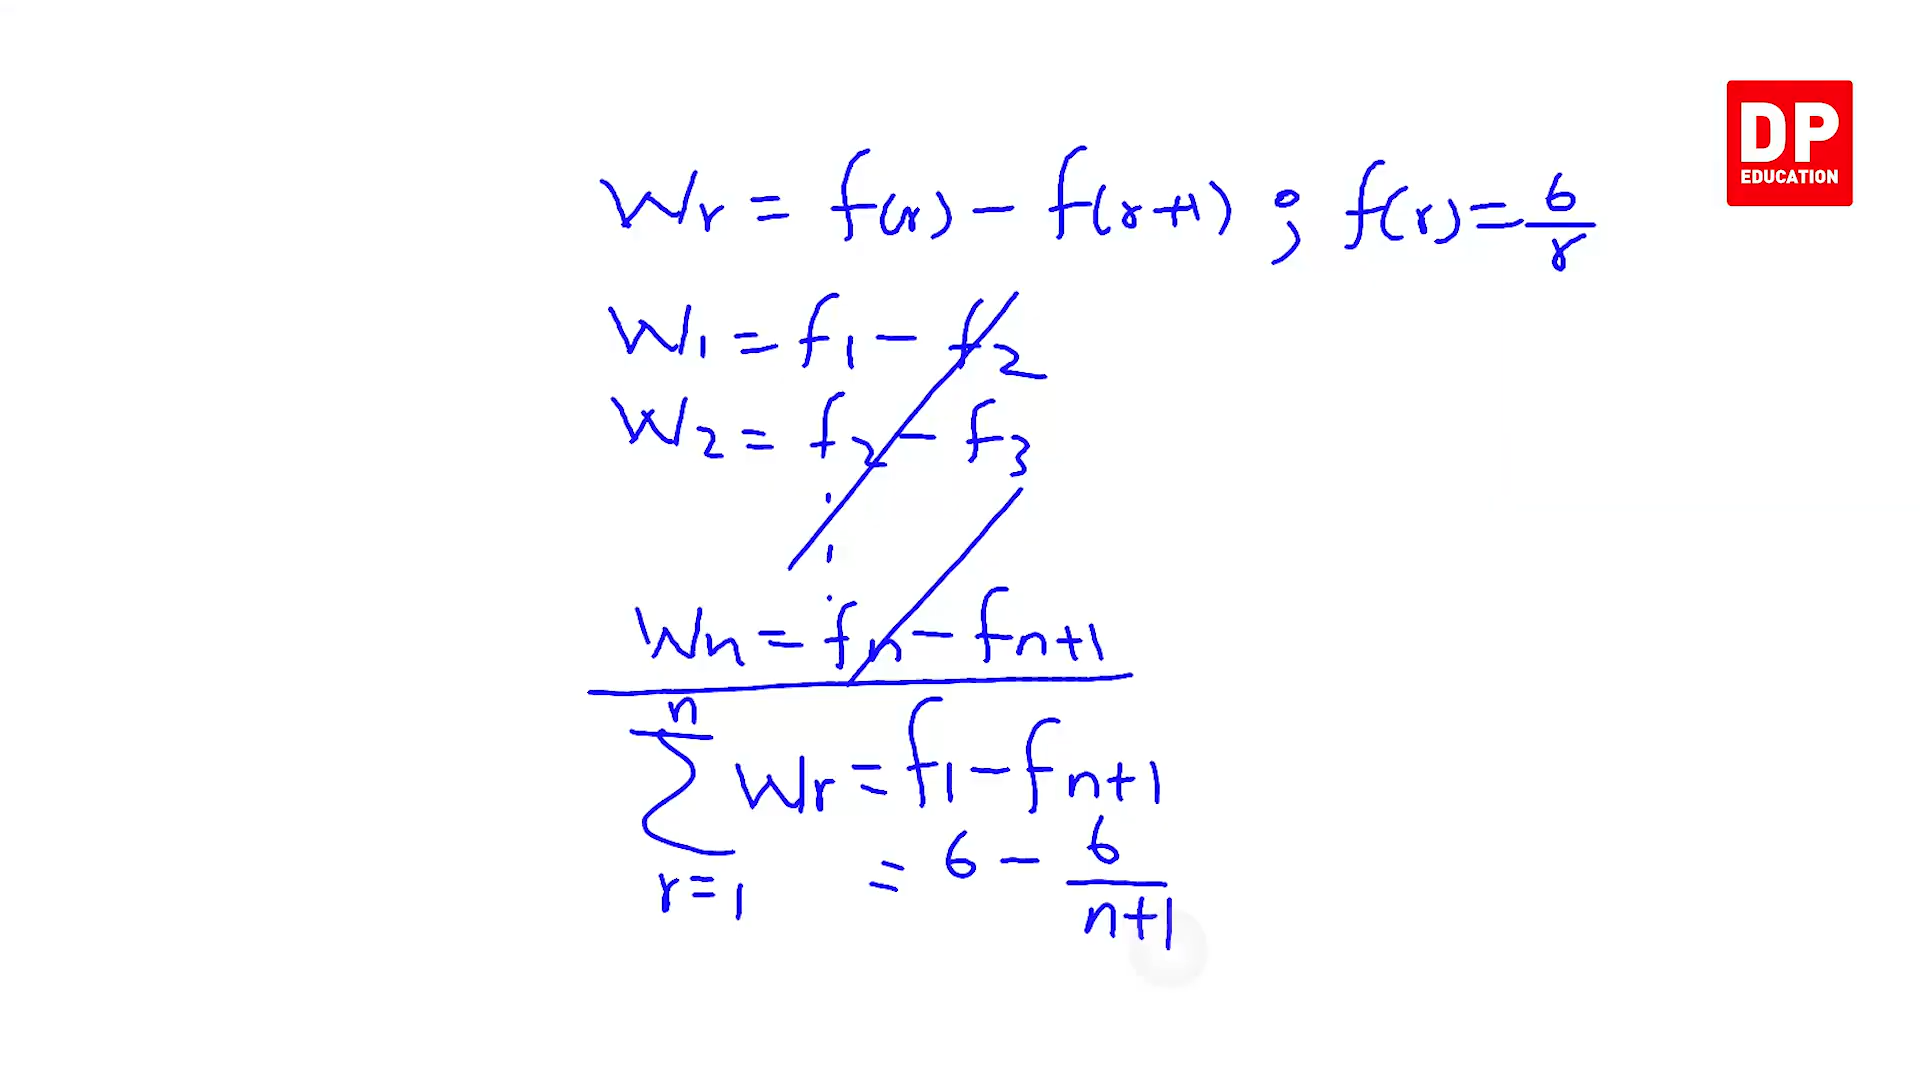 DP
EDUCATION
Wr = f(r) - f(r+1) ; f(r) = 6/r
W1 = f1 - f2
W2 = f2 - f3
Wn = fn - fn+1
n
∑ Wr = f1 - fn+1
r=1
= 6 - 6/n+1